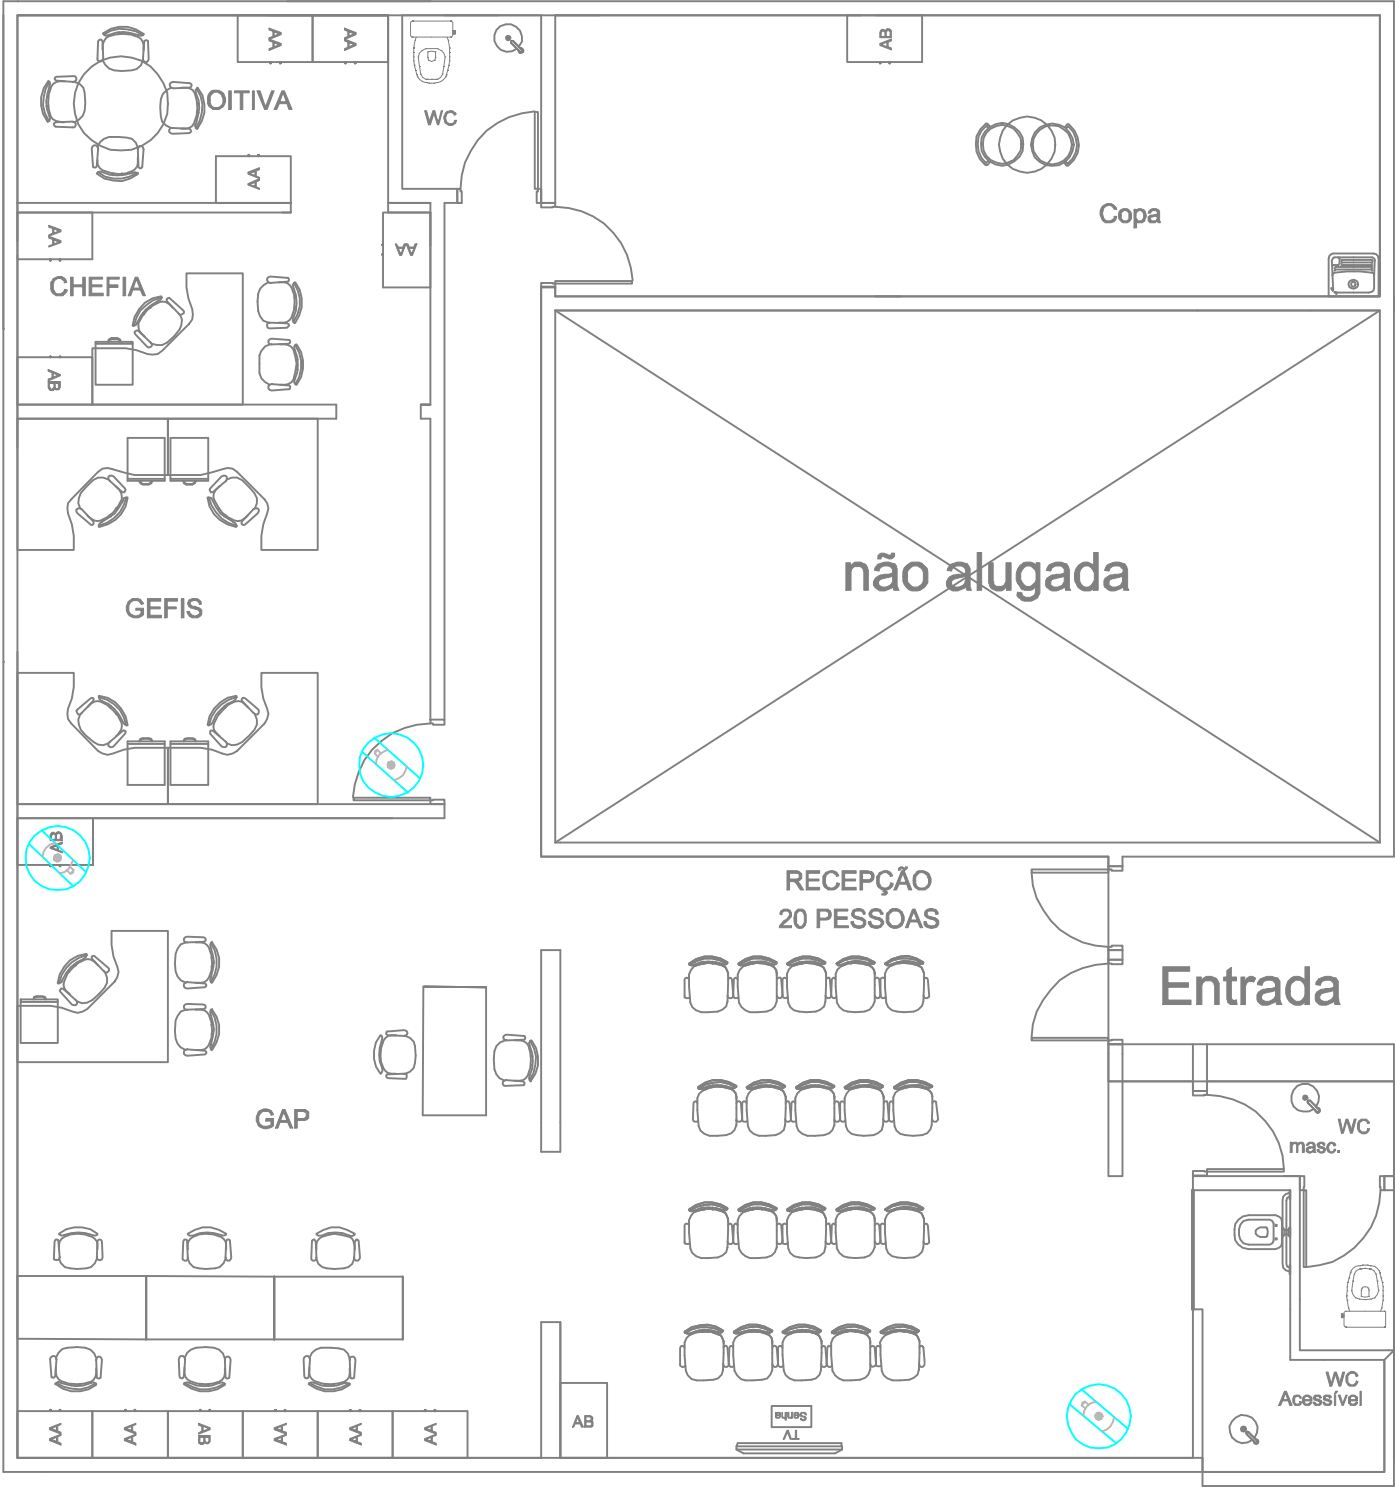 AA
AA
AB
OITIVA
WC
AA
Copa
AA
AA
CHEFIA
AB
não alugada
GEFIS
AB
RECEPÇÃO
20 PESSOAS
Entrada
GAP
WC
masc.
WC
Acessível
AA
AA
AB
AA
AA
AA
AB
Senha
TV